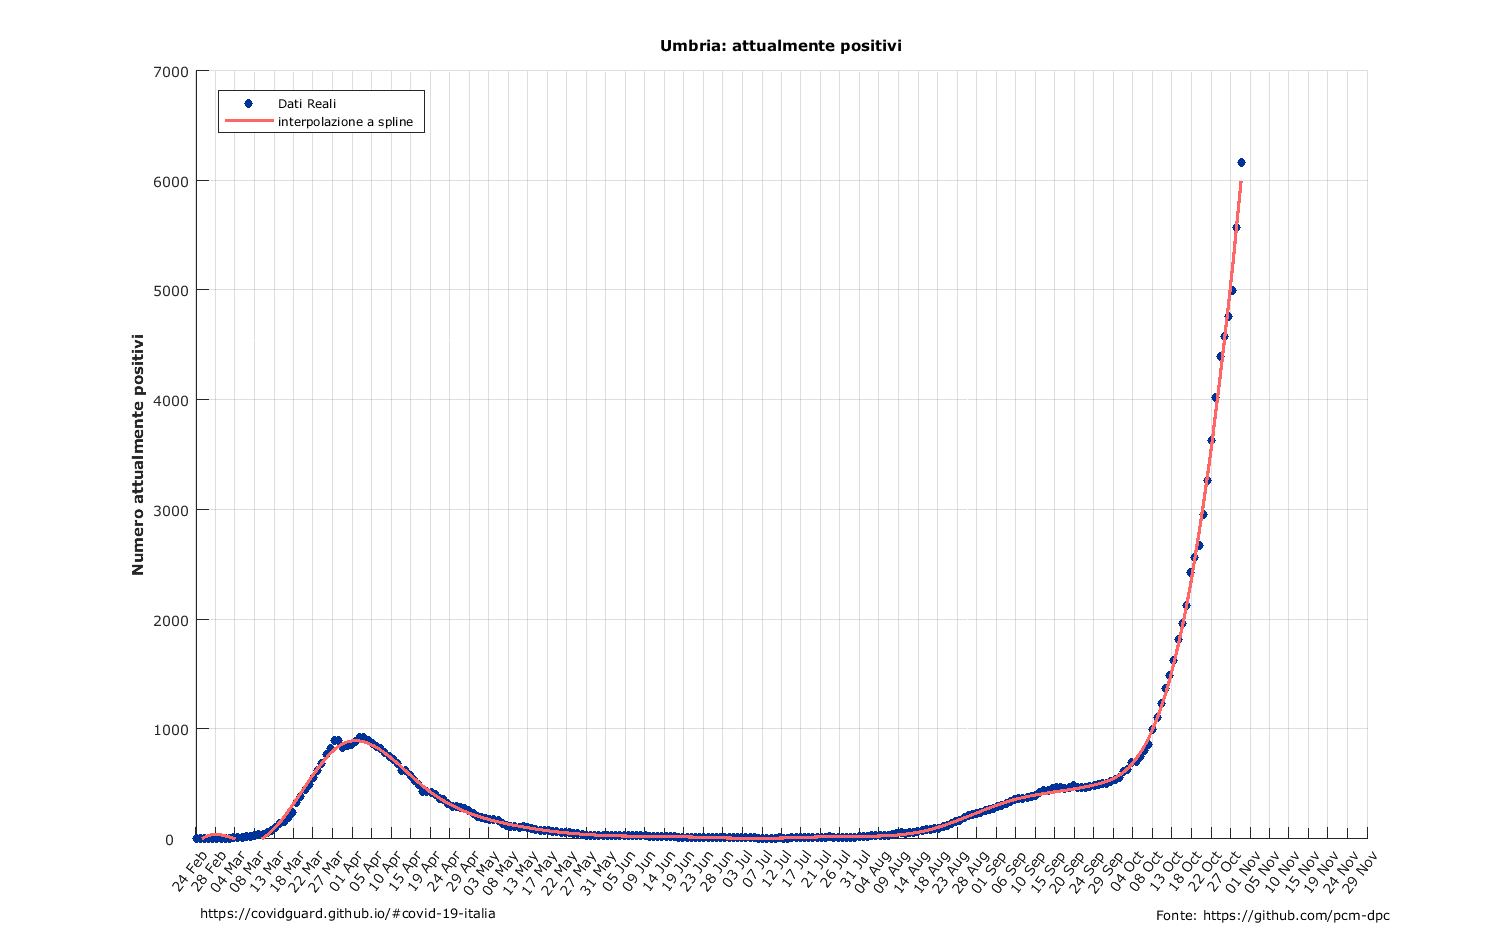 Umbria: attualmente positivi
7000
Dati Reali
interpolazione a spline
6000
5000
4000
3000
2000
1000
0
Numero attualmente positivi
24 Feb
28 Feb
04 Mar
08 Mar
13 Mar
18 Mar
22 Mar
27 Mar
01 Apr
05 Apr
10 Apr
15 Apr
19 Apr
24 Apr
29 Apr
03 May
08 May
13 May
17 May
22 May
27 May
31 May
05 Jun
09 Jun
14 Jun
19 Jun
23 Jun
28 Jun
03 Jul
07 Jul
12 Jul
17 Jul
21 Jul
26 Jul
31 Jul
04 Aug
09 Aug
14 Aug
18 Aug
23 Aug
28 Aug
01 Sep
06 Sep
10 Sep
15 Sep
20 Sep
24 Sep
29 Sep
04 Oct
08 Oct
13 Oct
18 Oct
22 Oct
27 Oct
01 Nov
05 Nov
10 Nov
15 Nov
19 Nov
24 Nov
29 Nov
https://covidguard.github.io/#covid-19-italia
Fonte: https://github.com/pcm-dpc